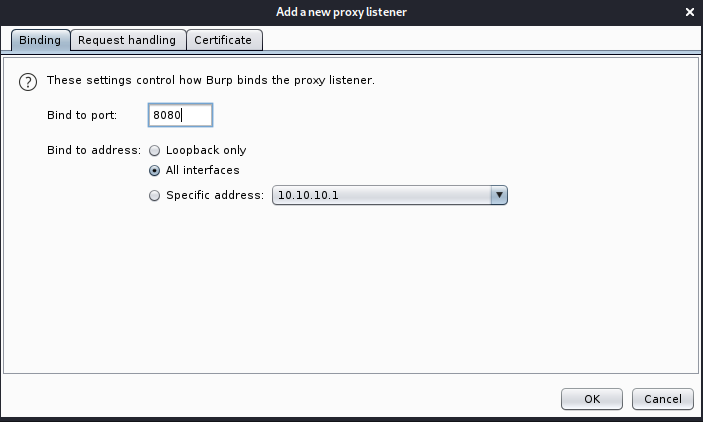 Add a new proxy listener
Binding Request handling Certificate
These settings control how Burp binds the proxy listener.
Bind to port: 8080
Bind to address: Loopback only
All interfaces
Specific address: 10.10.10.1
OK Cancel